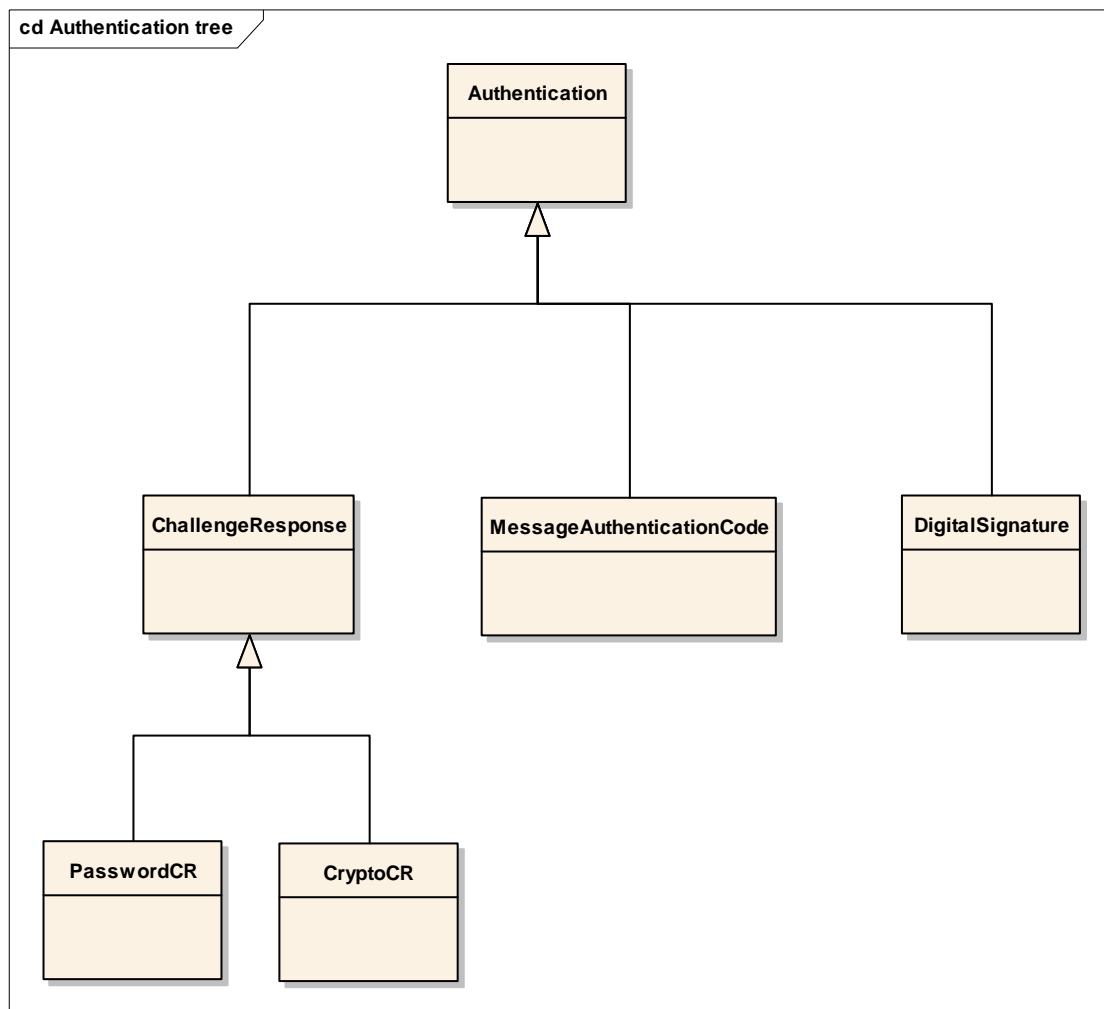 cd Authentication tree
Authentication
ChallengeResponse
MessageAuthenticationCode
DigitalSignature
PasswordCR
CryptoCR